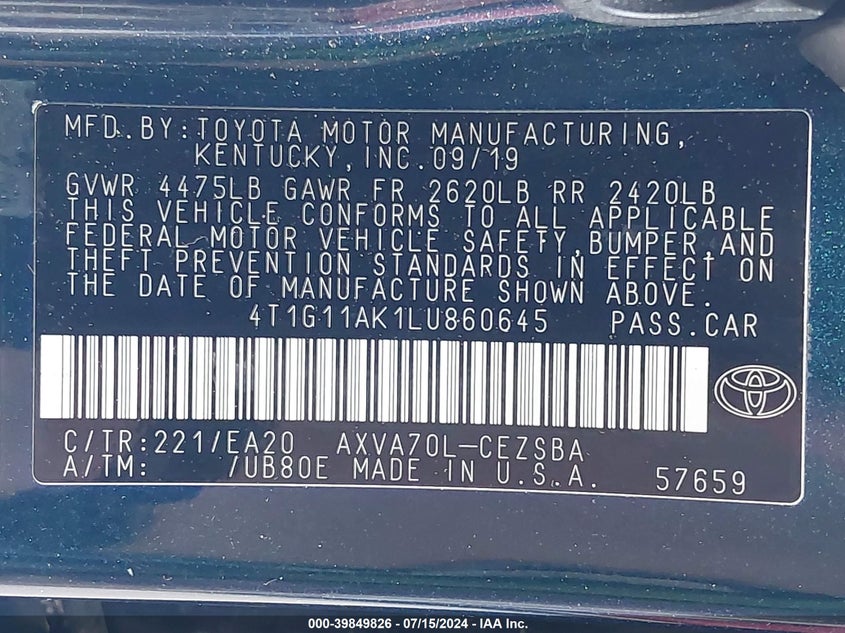 MFD.BY:TOYOTA MOTOR MANUFACTURING,
KENTUCKY,INC.09/19
GVWR 4475LB GAWR FR 2620LB RR 2420LB
THIS VEHICLE CONFORMS TO ALL APPLICABLE
FEDERAL MOTOR VEHICLE SAFETY,BUMPER,AND
THEFT PREVENTION STANDARDS IN EFFECT ON
THE DATE OF MANUFACTURE SHOWN ABOVE.
4T1G11AK1LU860645 PASS.CAR
C/TR:221/EA20 AXVA70L-CEZSBA
A/TM: /UB80E MADE IN U.S.A. 57659
000-39849826 - 07/15/2024 - IAA Inc.